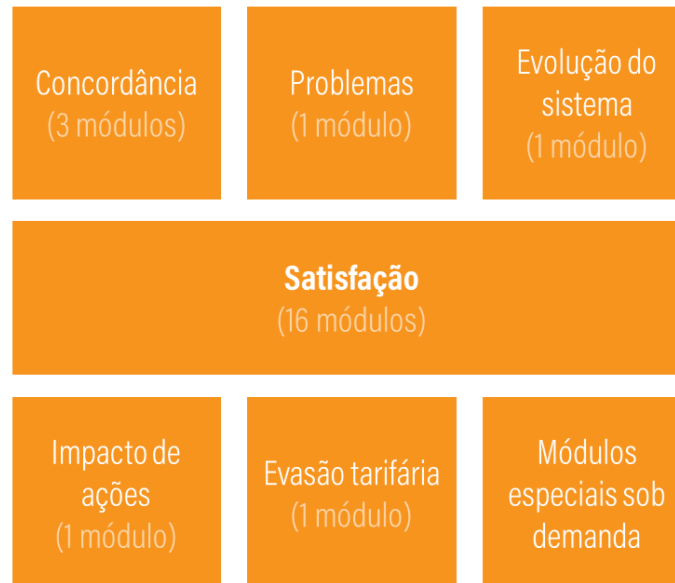 Concordância
(3 módulos)
Problemas
(1 módulo)
Evolução do
sistema
(1 módulo)
Satisfação
(16 módulos)
Impacto de
ações
(1 módulo)
Evasão tarifária
(1 módulo)
Módulos
especiais sob
demanda